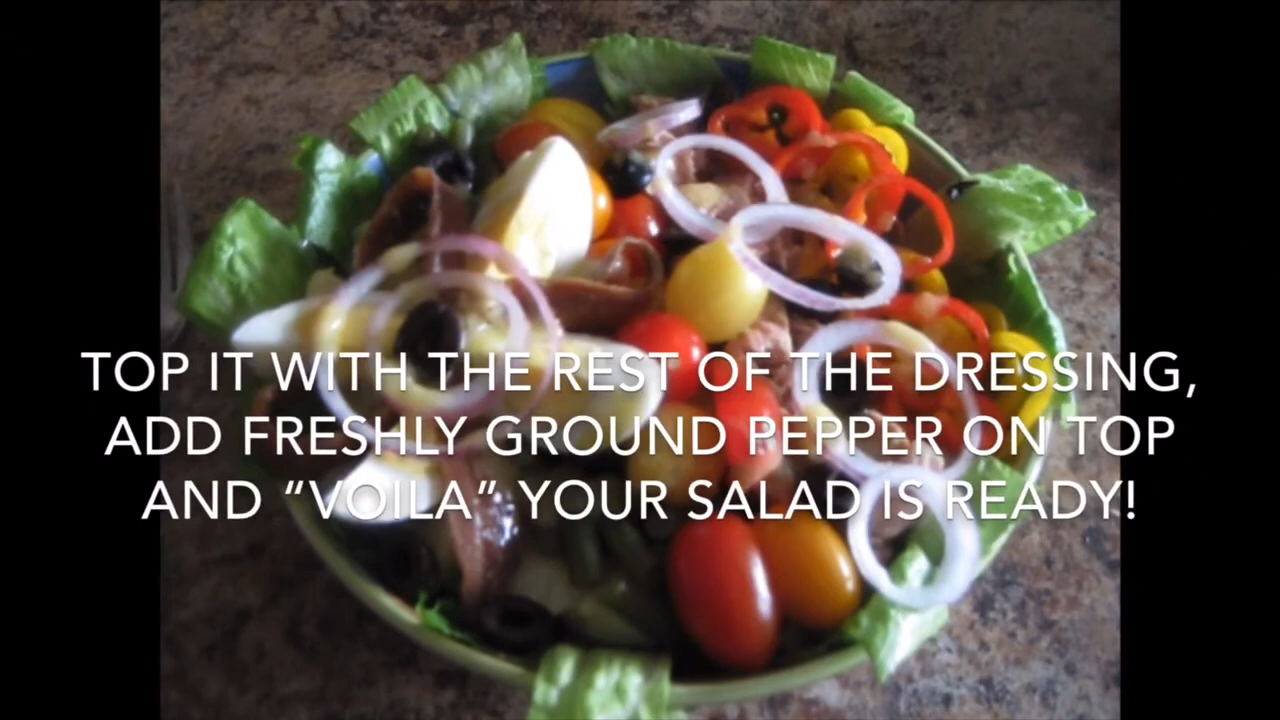 TOP IT WITH THE REST OF THE DRESSING,
ADD FRESHLY GROUND PEPPER ON TOP
AND “VOILA” YOUR SALAD IS READY!